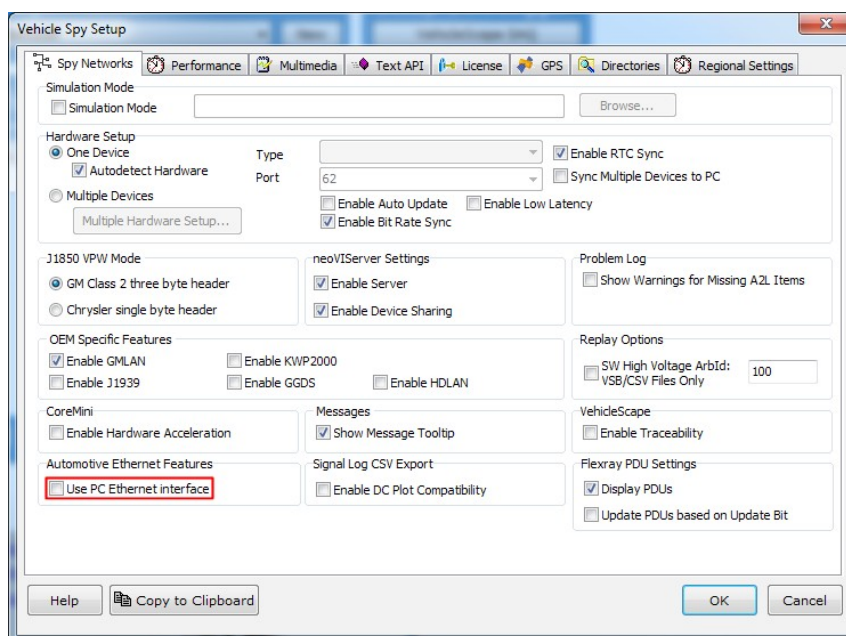 Vehicle Spy Setup
Spy Networks Performance Multimedia Text API License GPS Directories Regional Settings
Simulation Mode
Simulation Mode Browse...
Hardware Setup
One Device Type Enable RTC Sync
Autodetect Hardware Port 62 Sync Multiple Devices to PC
Multiple Devices Enable Auto Update Enable Low Latency
Multiple Hardware Setup... Enable Bit Rate Sync
J1850 VPW Mode neoVIServer Settings Problem Log
GM Class 2 three byte header Enable Server Show Warnings for Missing A2L Items
Chrysler single byte header Enable Device Sharing
OEM Specific Features Replay Options
Enable GMLAN Enable KWP2000 SW High Voltage ArbId: 100
Enable J1939 Enable GGDS Enable HDLAN VSB/CSV Files Only
CoreMini Messages VehicleScape
Enable Hardware Acceleration Show Message Tooltip Enable Traceability
Automotive Ethernet Features Signal Log CSV Export Flexray PDU Settings
Use PC Ethernet interface Enable DC Plot Compatibility Display PDUs
Update PDUs based on Update Bit
Help Copy to Clipboard OK Cancel